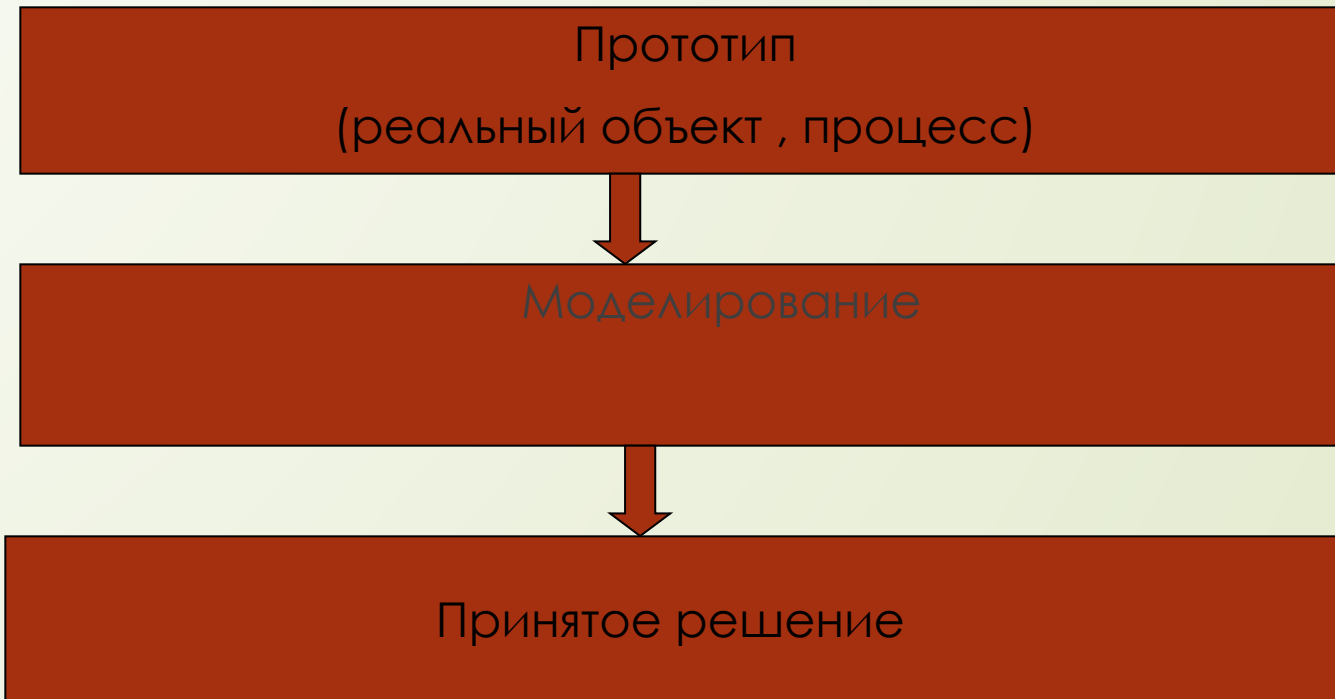 Прототип
(реальный объект , процесс)
Моделирование
Принятое решение